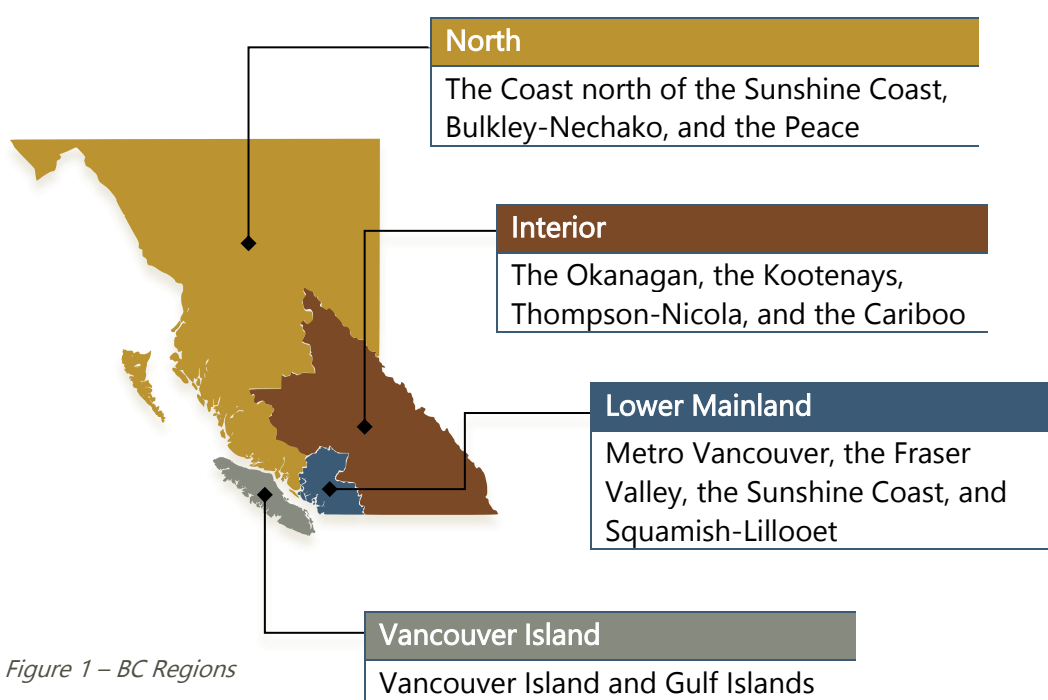 North
The Coast north of the Sunshine Coast,
Bulkley-Nechako, and the Peace
Interior
The Okanagan, the Kootenays,
Thompson-Nicola, and the Cariboo
Lower Mainland
Metro Vancouver, the Fraser
Valley, the Sunshine Coast, and
Squamish-Lillooet
Vancouver Island
Vancouver Island and Gulf Islands
Figure 1 – BC Regions